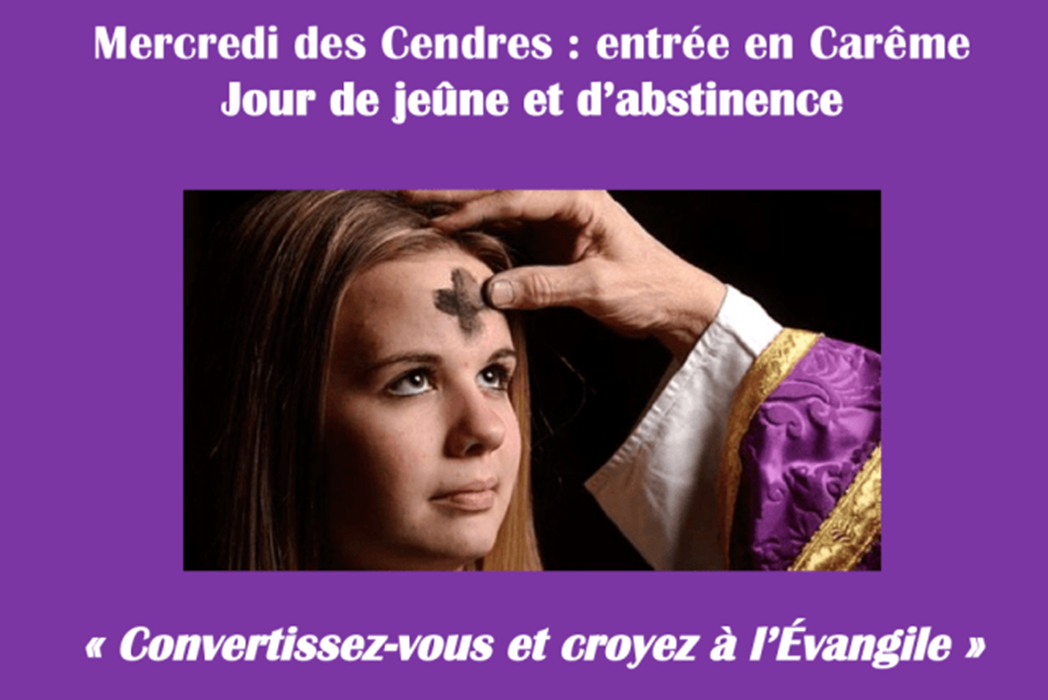 Mercredi des Cendres : entrée en Carême
Jour de jeûne et d’abstinence
« Convertissez-vous et croyez à l’Évangile »